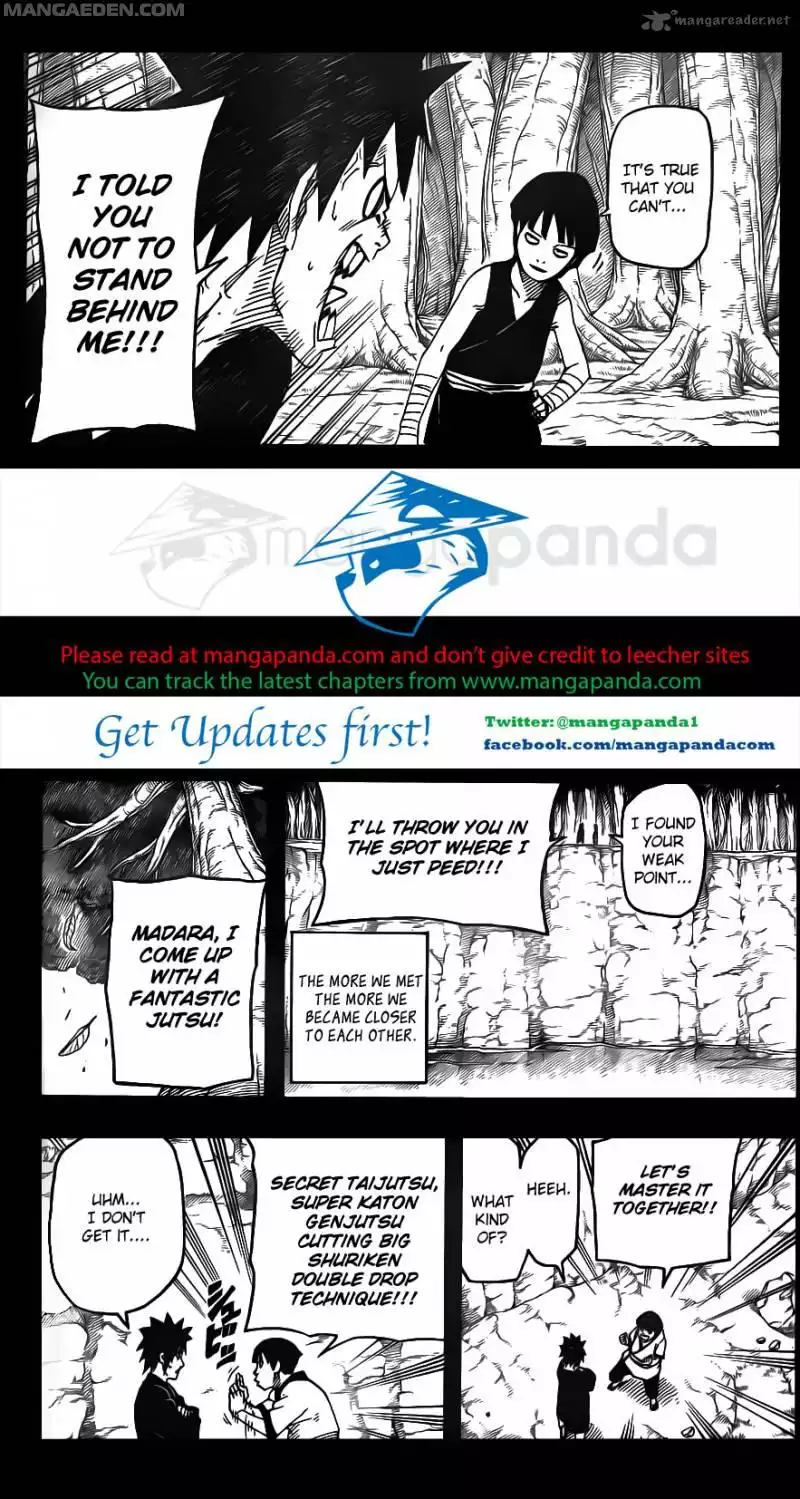 MANGAEDEN.COM
mangareader.net
IT'S TRUE
THAT YOU
CAN'T...
I TOLD
YOU
NOT TO
STAND
BEHIND
ME!!!
mangapanda
Please read at mangapanda.com and don't give credit to leecher sites
You can track the latest chapters from www.mangapanda.com
Get Updates first!
Twitter: @mangapanda1
facebook.com/mangapandacom
I FOUND
YOUR
WEAK
POINT...
I'LL THROW YOU IN
THE SPOT WHERE I
JUST PEED!!!
THE MORE WE MET
THE MORE WE
BECAME CLOSER
TO EACH OTHER.
MADARA, I
COME UP
WITH A
FANTASTIC
JUTSU!
LET'S
MASTER IT
TOGETHER!!
HEEH.
WHAT
KIND
OF?
SECRET TAIJUTSU,
SUPER KATON
GENJUTSU
CUTTING BIG
SHURIKEN
DOUBLE DROP
TECHNIQUE!!!
UHM...
I DON'T
GET IT....